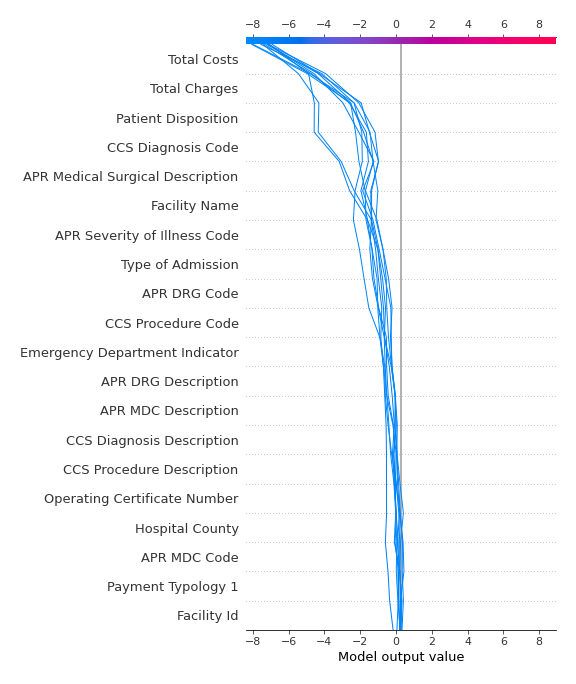 −8 −6 −4 −2 0 2 4 6 8
Total Costs
Total Charges
Patient Disposition
CCS Diagnosis Code
APR Medical Surgical Description
Facility Name
APR Severity of Illness Code
Type of Admission
APR DRG Code
CCS Procedure Code
Emergency Department Indicator
APR DRG Description
APR MDC Description
CCS Diagnosis Description
CCS Procedure Description
Operating Certificate Number
Hospital County
APR MDC Code
Payment Typology 1
Facility Id
−8 −6 −4 −2 0 2 4 6 8
Model output value